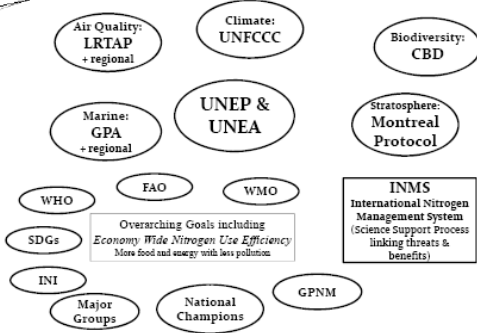 Air Quality:
LRTAP
+ regional
Climate:
UNFCCC
Biodiversity:
CBD
Marine:
GPA
+ regional
UNEP &
UNEA
Stratosphere:
Montreal
Protocol
WHO
FAO
WMO
INMS
International Nitrogen
Management System
(Science Support Process
linking threats &
benefits)
SDGs
Overarching Goals including
Economy Wide Nitrogen Use Efficiency
More food and energy with less pollution
INI
Major
Groups
National
Champions
GPNM